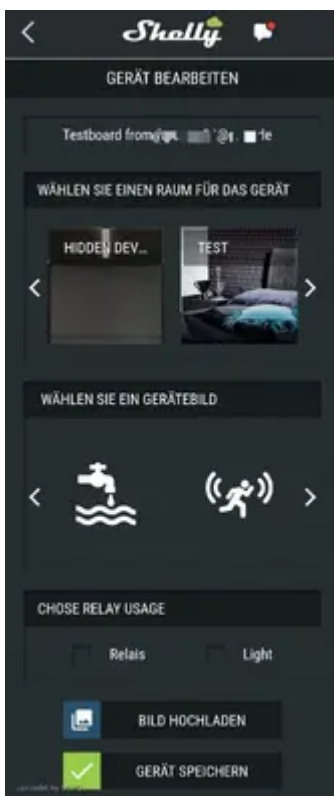 Shelly
GERÄT BEARBEITEN
Testboard from
WÄHLEN SIE EINEN RAUM FÜR DAS GERÄT
HIDDEN DEV...
TEST
WÄHLEN SIE EIN GERÄTEBILD
CHOSE RELAY USAGE
Relais Light
BILD HOCHLADEN
GERÄT SPEICHERN